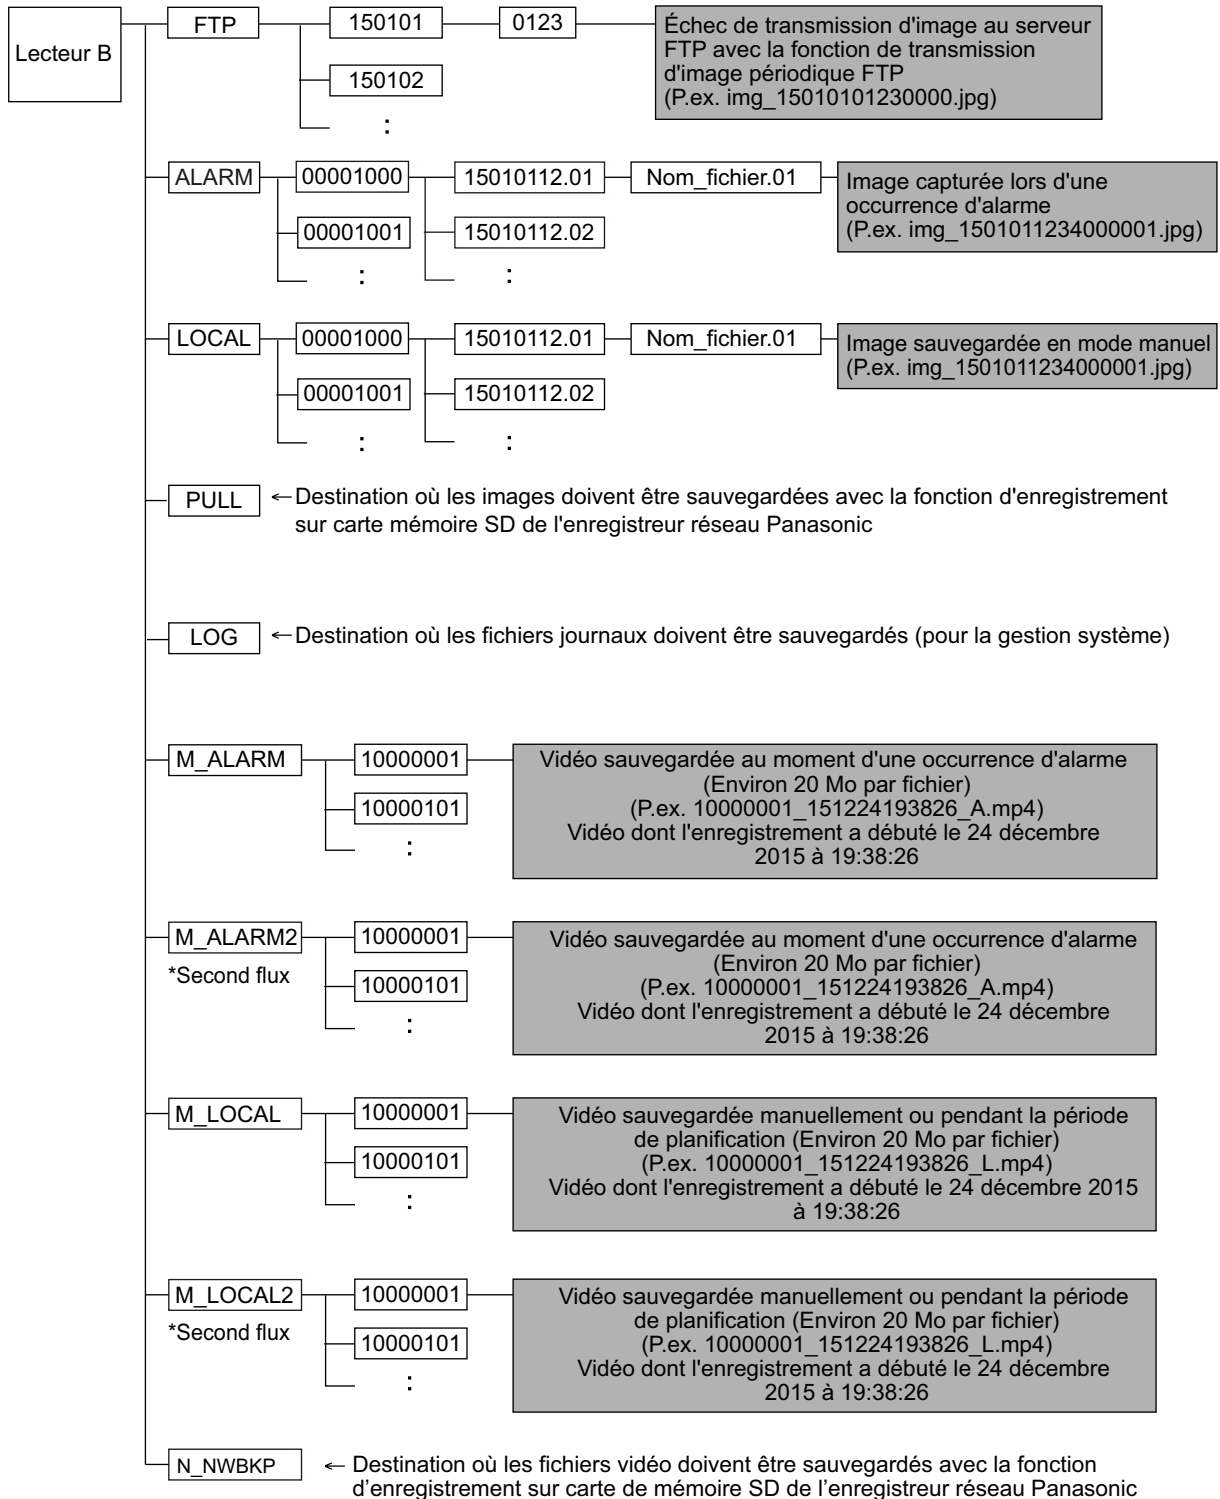 Lecteur B
FTP
150101
0123
Échec de transmission d'image au serveur
FTP avec la fonction de transmission
d'image périodique FTP
(P.ex. img_15010101230000.jpg)
150102
:
ALARM
00001000
15010112.01
Nom_fichier.01
Image capturée lors d'une
occurrence d'alarme
(P.ex. img_1501011234000001.jpg)
00001001
15010112.02
:
:
LOCAL
00001000
15010112.01
Nom_fichier.01
Image sauvegardée en mode manuel
(P.ex. img_1501011234000001.jpg)
00001001
15010112.02
:
:
PULL
←Destination où les images doivent être sauvegardées avec la fonction d'enregistrement
sur carte mémoire SD de l'enregistreur réseau Panasonic
LOG
←Destination où les fichiers journaux doivent être sauvegardés (pour la gestion système)
M_ALARM
10000001
Vidéo sauvegardée au moment d'une occurrence d'alarme
(Environ 20 Mo par fichier)
(P.ex. 10000001_151224193826_A.mp4)
Vidéo dont l'enregistrement a débuté le 24 décembre
2015 à 19:38:26
10000101
:
M_ALARM2
*Second flux
10000001
Vidéo sauvegardée au moment d'une occurrence d'alarme
(Environ 20 Mo par fichier)
(P.ex. 10000001_151224193826_A.mp4)
Vidéo dont l'enregistrement a débuté le 24 décembre
2015 à 19:38:26
10000101
:
M_LOCAL
10000001
Vidéo sauvegardée manuellement ou pendant la période
de planification (Environ 20 Mo par fichier)
(P.ex. 10000001_151224193826_L.mp4)
Vidéo dont l'enregistrement a débuté le 24 décembre 2015
à 19:38:26
10000101
:
M_LOCAL2
*Second flux
10000001
Vidéo sauvegardée manuellement ou pendant la période
de planification (Environ 20 Mo par fichier)
(P.ex. 10000001_151224193826_L.mp4)
Vidéo dont l'enregistrement a débuté le 24 décembre
2015 à 19:38:26
10000101
:
N_NWBKP
← Destination où les fichiers vidéo doivent être sauvegardés avec la fonction
d’enregistrement sur carte de mémoire SD de l’enregistreur réseau Panasonic